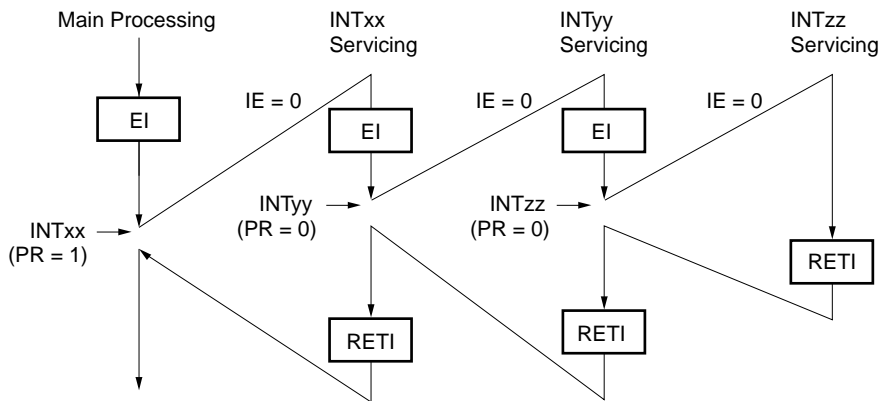 Main Processing
INTxx
Servicing
INTyy
Servicing
INTzz
Servicing
IE = 0
IE = 0
IE = 0
EI
EI
EI
INTxx
(PR = 1)
INTyy
(PR = 0)
INTzz
(PR = 0)
RETI
RETI
RETI